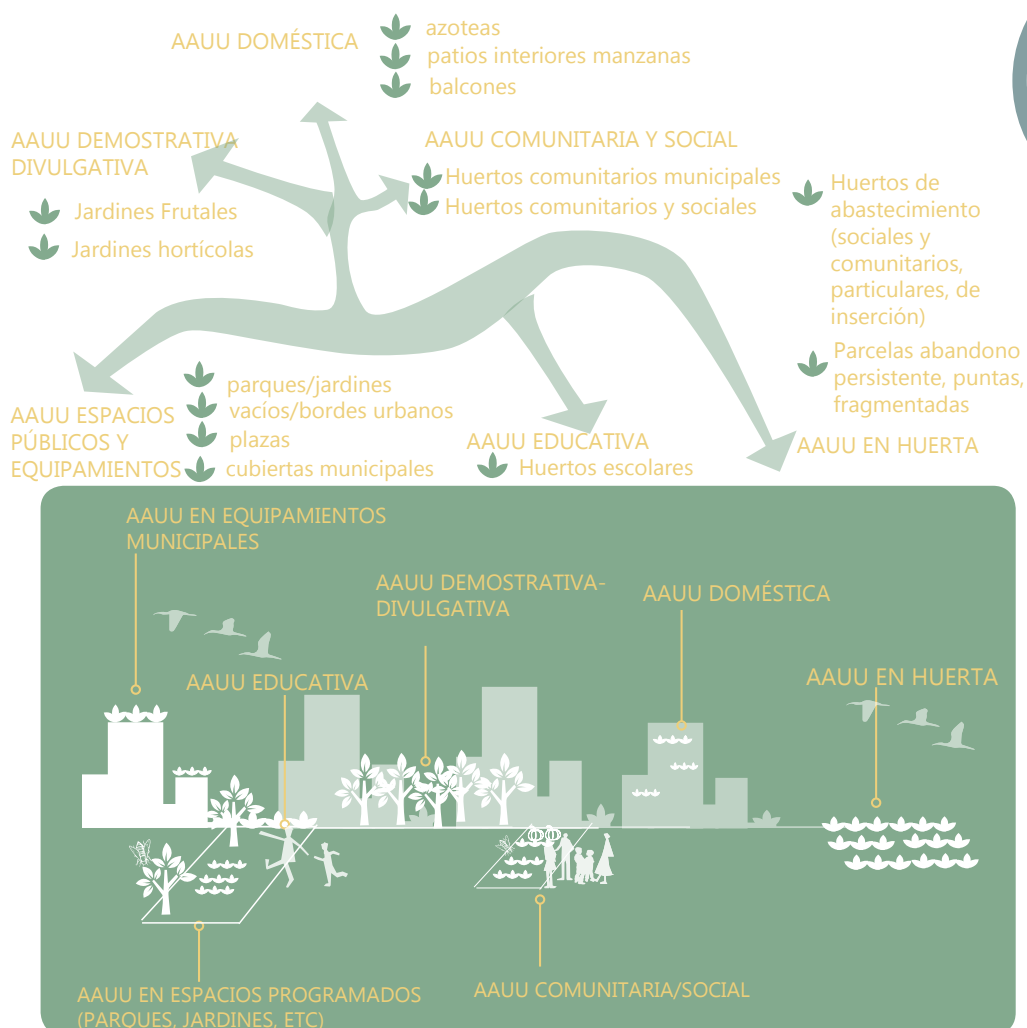 AAUU DOMÉSTICA
azoteas
patios interiores manzanas
balcones
AAUU DEMOSTRATIVA
DIVULGATIVA
Jardines Frutales
Jardines hortícolas
AAUU COMUNITARIA Y SOCIAL
Huertos comunitarios municipales
Huertos comunitarios y sociales
Huertos de
abastecimiento
(sociales y
comunitarios,
particulares, de
inserción)
Parcelas abandono
persistente, puntas,
fragmentadas
AAUU ESPACIOS
PÚBLICOS Y
EQUIPAMIENTOS
parques/jardines
vacíos/bordes urbanos
plazas
cubiertas municipales
AAUU EDUCATIVA
Huertos escolares
AAUU EN HUERTA
AAUU EN EQUIPAMIENTOS
MUNICIPALES
AAUU DEMOSTRATIVA-
DIVULGATIVA
AAUU DOMÉSTICA
AAUU EDUCATIVA
AAUU EN HUERTA
AAUU EN ESPACIOS PROGRAMADOS
(PARQUES, JARDINES, ETC)
AAUU COMUNITARIA/SOCIAL